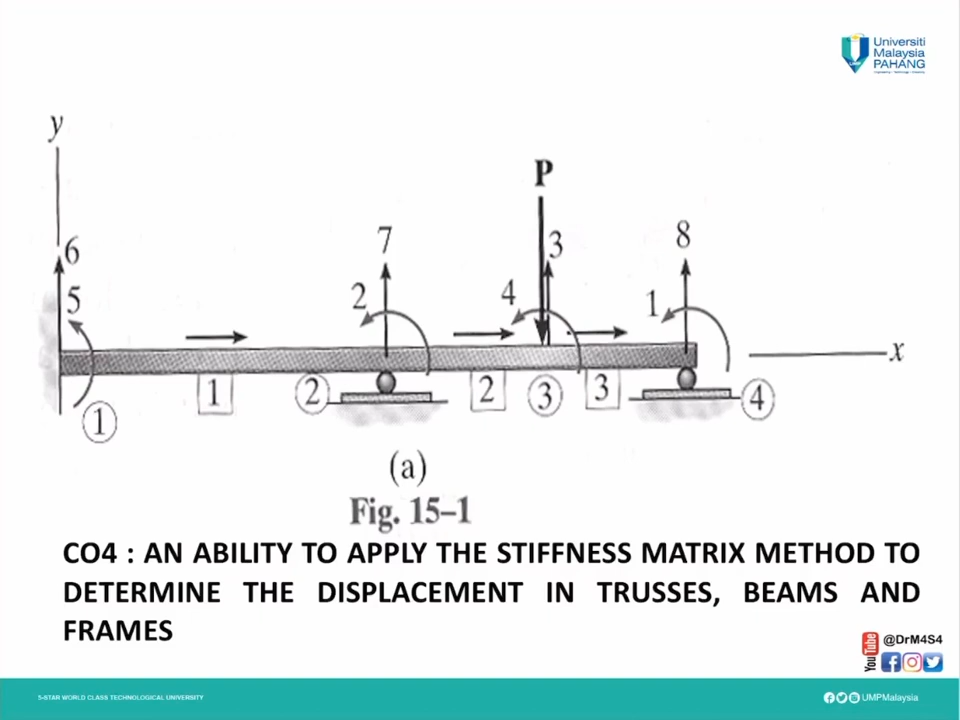 Universiti
Malaysia
PAHANG
y
P
6
7
3
8
5
2
4
1
x
1
2
2
3
3
4
1
(a)
Fig. 15–1
CO4 : AN ABILITY TO APPLY THE STIFFNESS MATRIX METHOD TO
DETERMINE THE DISPLACEMENT IN TRUSSES, BEAMS AND
FRAMES
YouTube
@DrM4S4
5-STAR WORLD CLASS TECHNOLOGICAL UNIVERSITY
UMPMalaysia